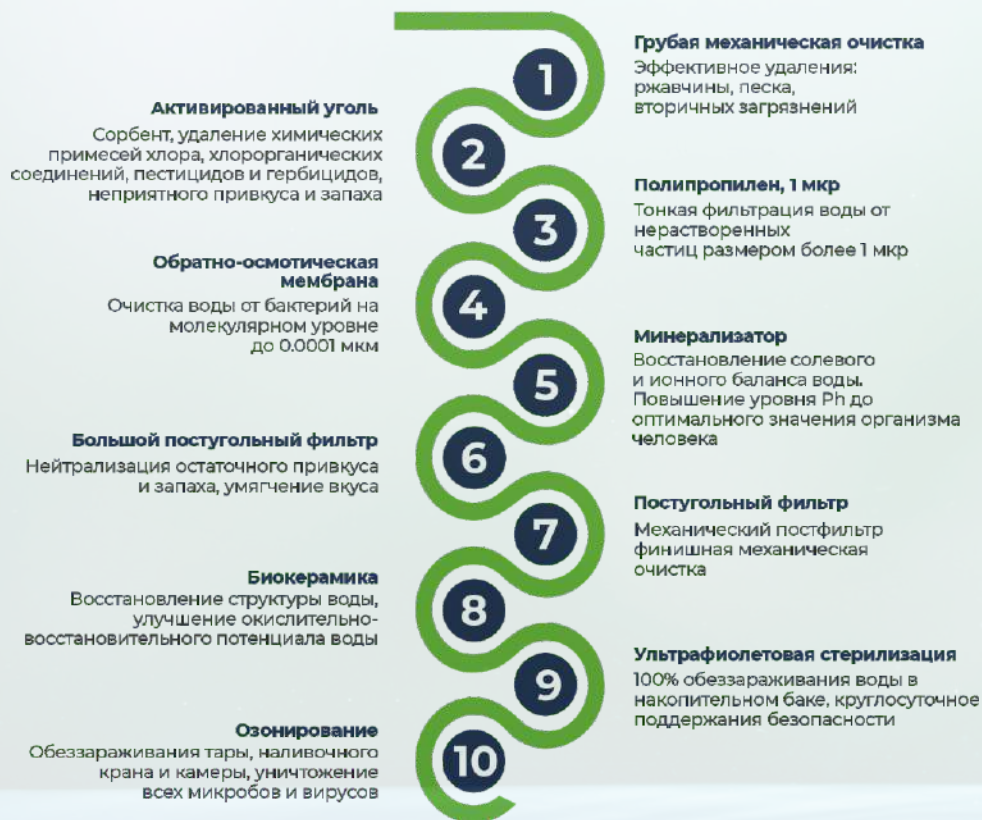 1
Грубая механическая очистка
Эффективное удаления:
ржавчины, песка,
вторичных загрязнений
2
Активированный уголь
Сорбент, удаление химических
примесей хлора, хлорорганических
соединений, пестицидов и гербицидов,
неприятного привкуса и запаха
3
Полипропилен, 1 мкр
Тонкая фильтрация воды от
нерастворенных
частиц размером более 1 мкр
4
Обратно-осмотическая
мембрана
Очистка воды от бактерий на
молекулярном уровне
до 0.0001 мкм
5
Минерализатор
Восстановление солевого
и ионного баланса воды.
Повышение уровня Ph до
оптимального значения организма
человека
6
Большой постугольный фильтр
Нейтрализация остаточного привкуса
и запаха, умягчение вкуса
7
Постугольный фильтр
Механический постфильтр
финишная механическая
очистка
8
Биокерамика
Восстановление структуры воды,
улучшение окислительно-
восстановительного потенциала воды
9
Ультрафиолетовая стерилизация
100% обеззараживания воды в
накопительном баке, круглосуточное
поддержания безопасности
10
Озонирование
Обеззараживания тары, наливочного
крана и камеры, уничтожение
всех микробов и вирусов